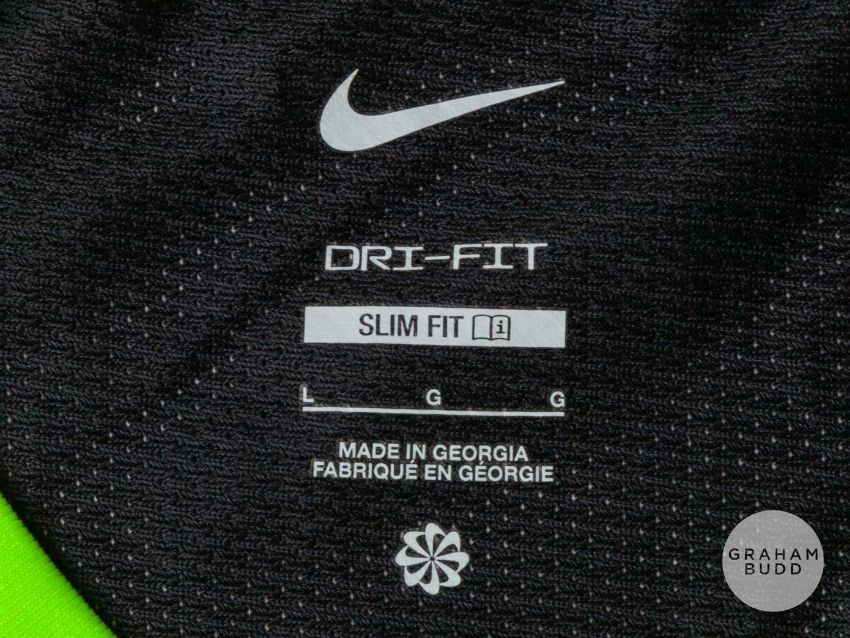 DRI-FIT
SLIM FIT
L G G
MADE IN GEORGIA
FABRIQUÉ EN GÉORGIE
GRAHAM
BUDD